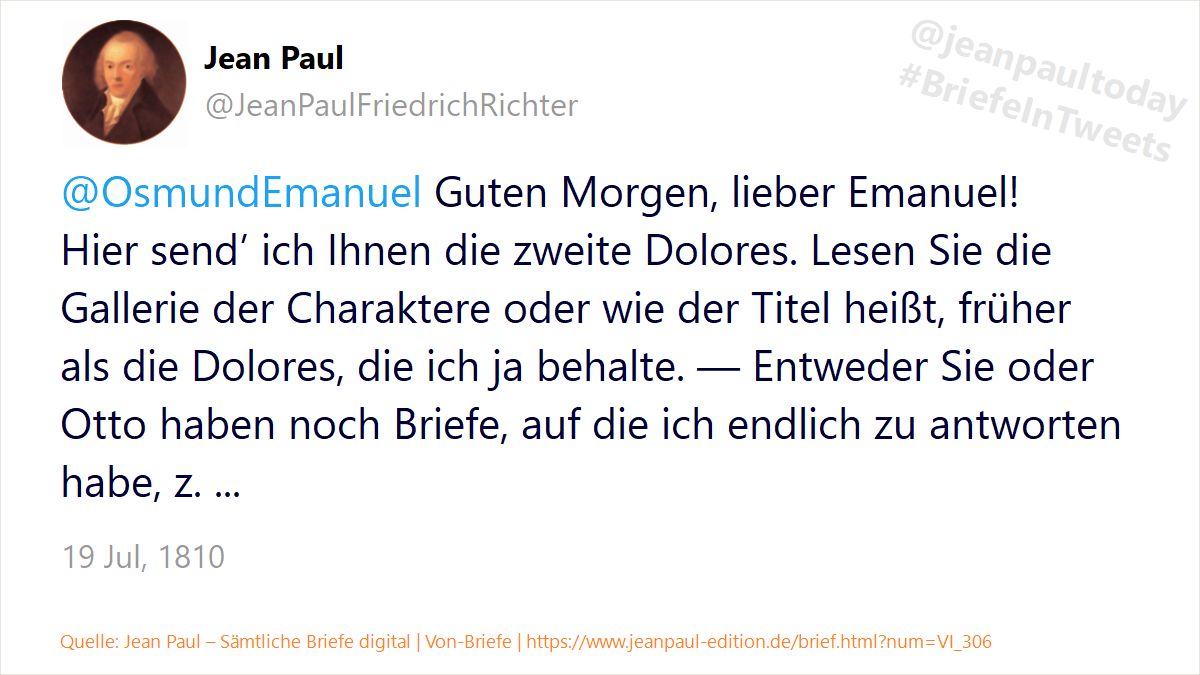 Jean Paul
@JeanPaulFriedrichRichter
@jeanpaultoday
#BriefeInTweets
@OsmundEmanuel Guten Morgen, lieber Emanuel!
Hier send’ ich Ihnen die zweite Dolores. Lesen Sie die
Gallerie der Charaktere oder wie der Titel heißt, früher
als die Dolores, die ich ja behalte. — Entweder Sie oder
Otto haben noch Briefe, auf die ich endlich zu antworten
habe, z. ...
19 Jul, 1810
Quelle: Jean Paul – Sämtliche Briefe digital | Von-Briefe | https://www.jeanpaul-edition.de/brief.html?num=VI_306